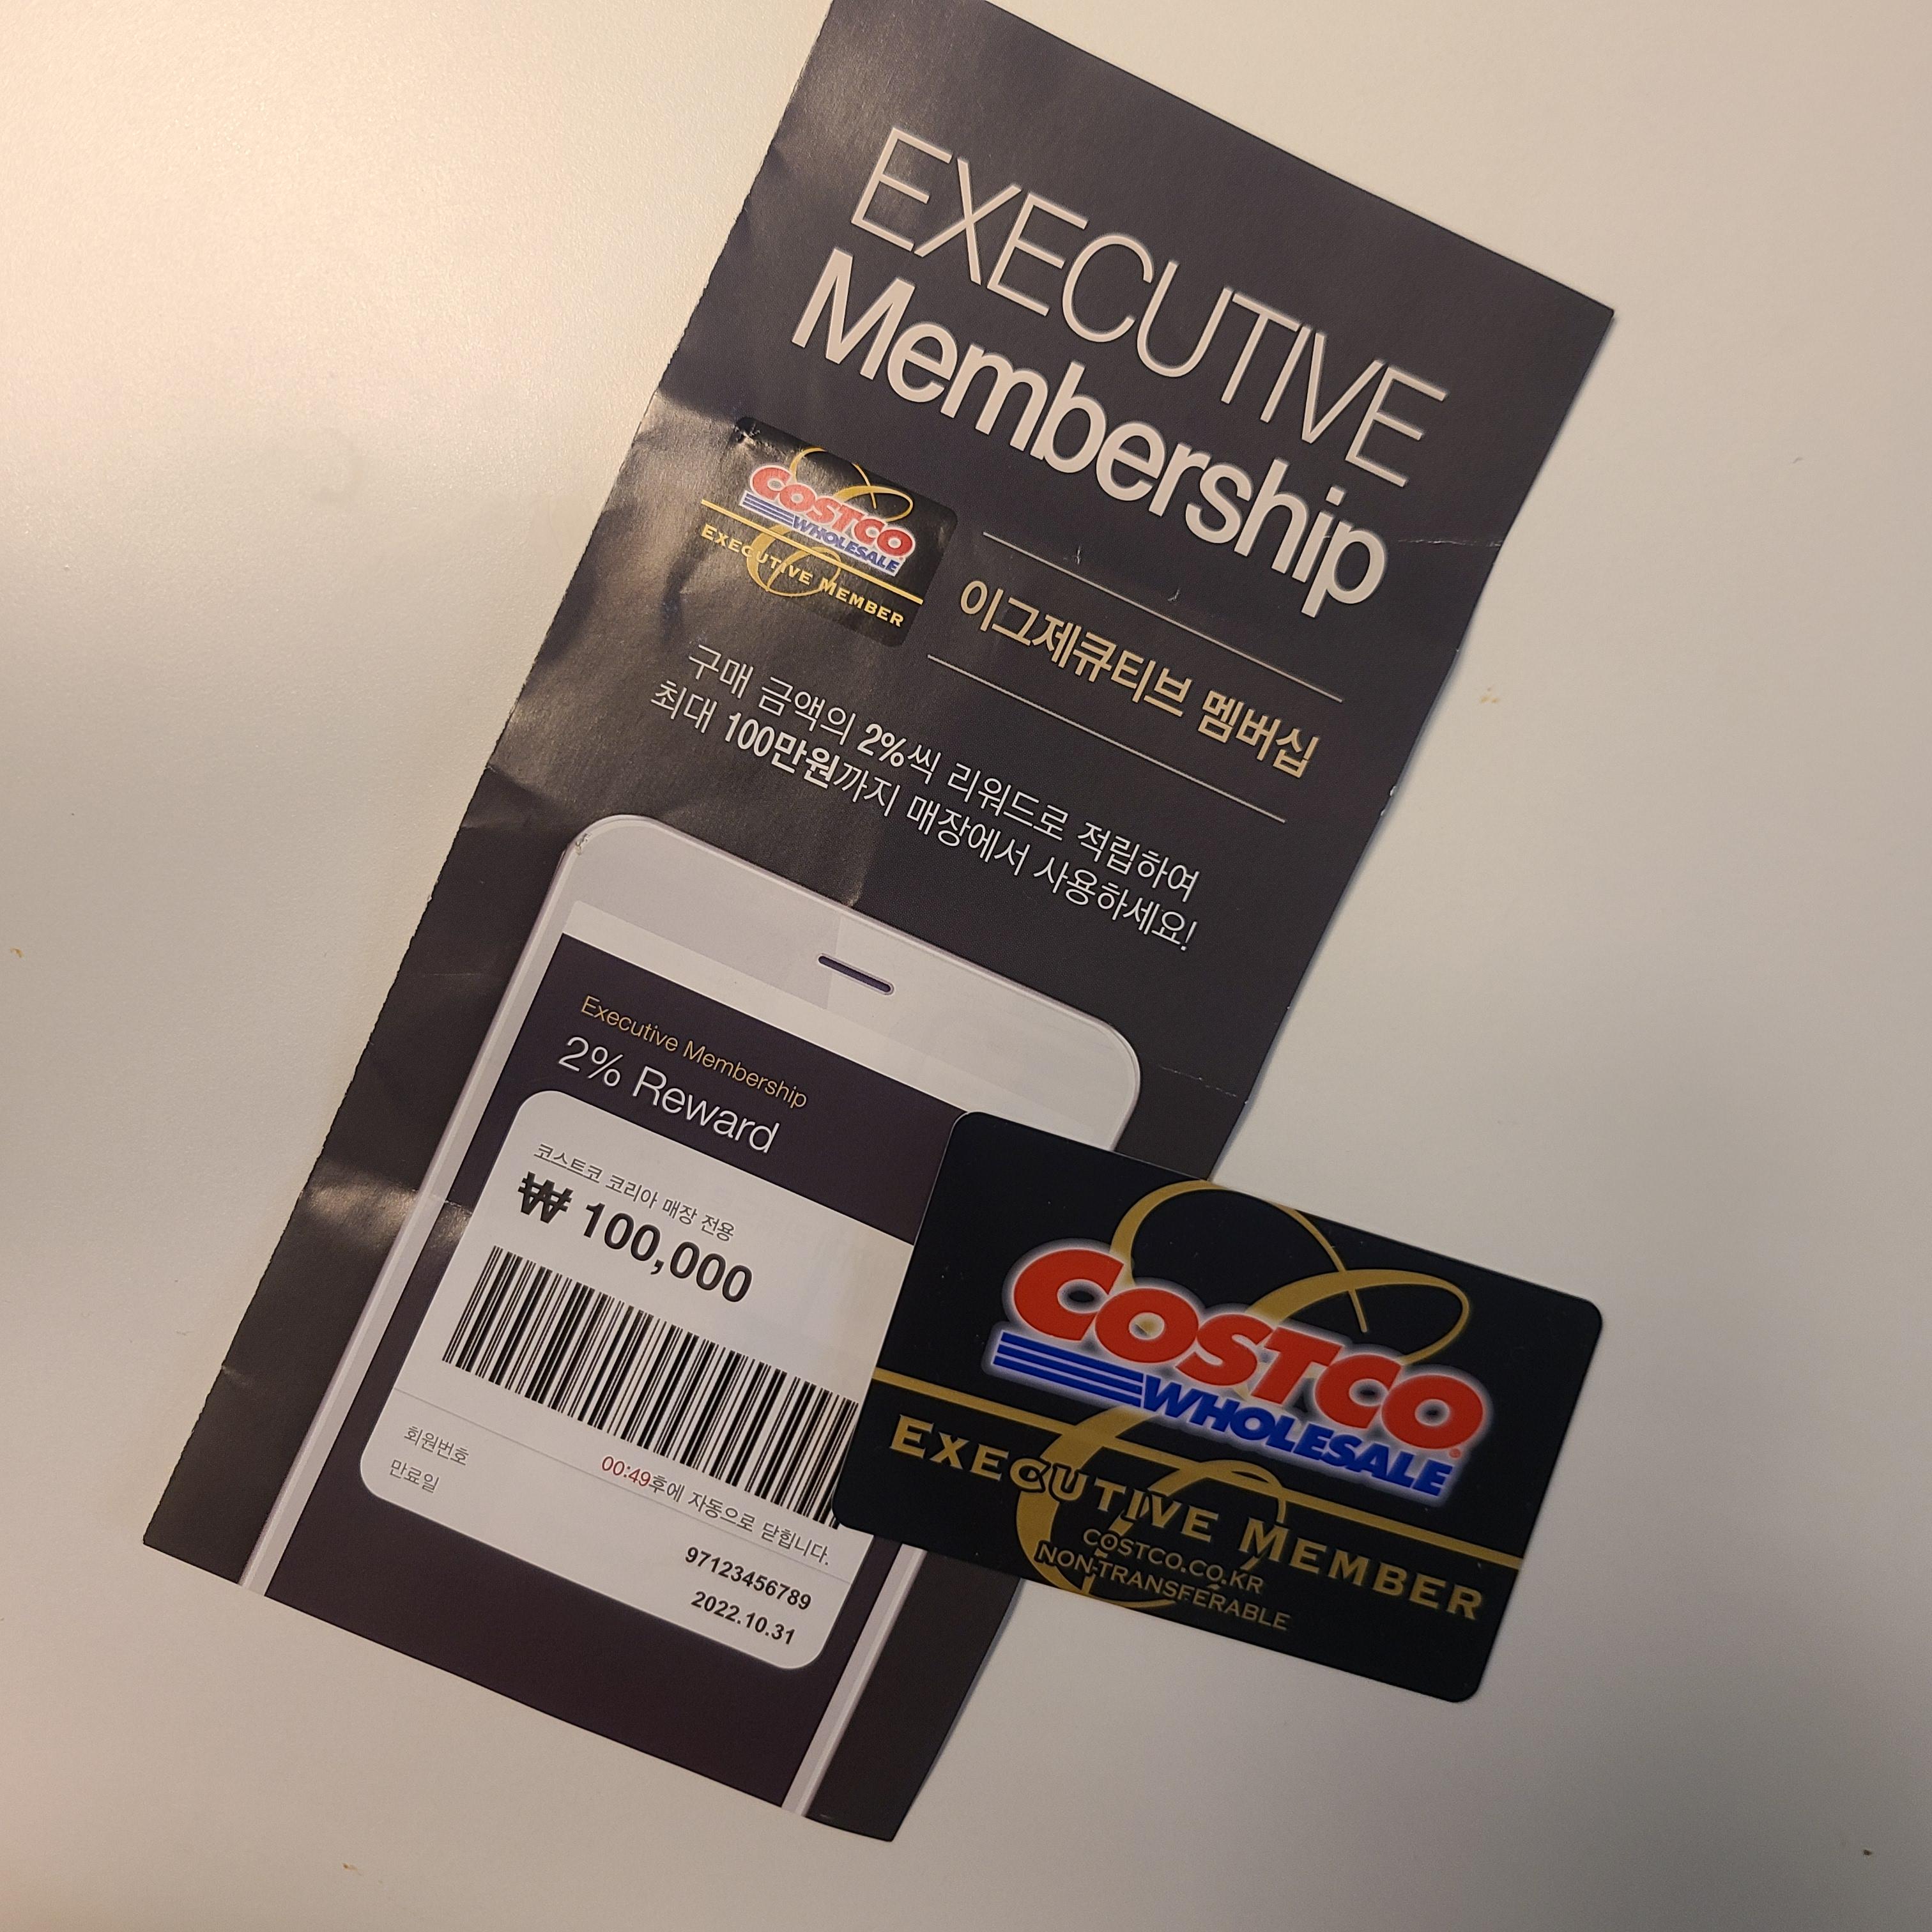 EXECUTIVE
Membership
COSTCO
WHOLESALE
EXECUTIVE MEMBER
이그제큐티브 멤버십
구매 금액의 2%씩 리워드로 적립하여
최대 100만원까지 매장에서 사용하세요!
Executive Membership
2% Reward
코스트코 코리아 매장 전용
₩ 100,000
00:49후에 자동으로 닫힙니다.
회원번호 97123456789
만료일 2022.10.31
COSTCO
WHOLESALE
EXECUTIVE MEMBER
COSTCO.CO.KR
NON-TRANSFERABLE